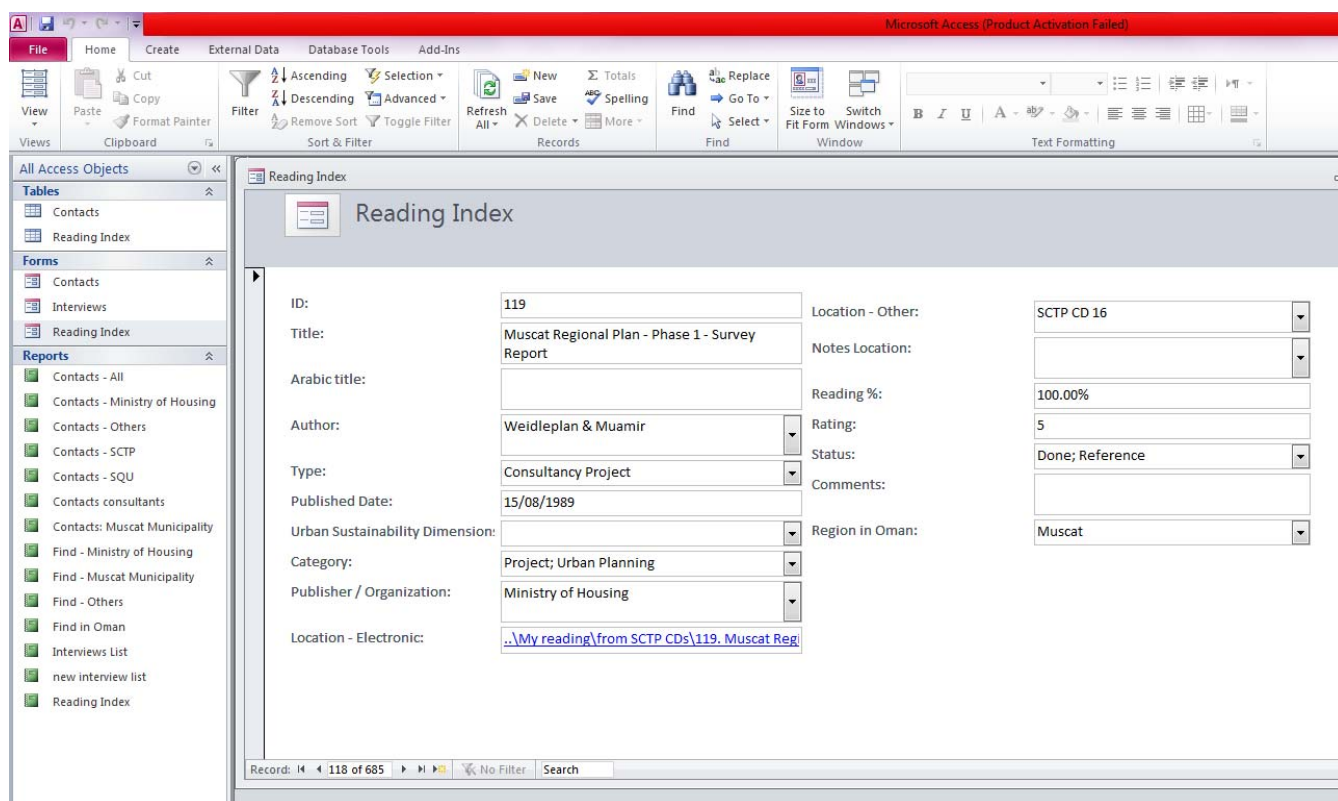 A
Microsoft Access (Product Activation Failed)
File Home Create External Data Database Tools Add-Ins
View
Paste
Cut
Copy
Format Painter
Filter
Ascending
Descending
Remove Sort
Selection
Advanced
Toggle Filter
Refresh
All
New
Save
Delete
Σ Totals
Spelling
More
Find
Replace
Go To
Select
Size to
Fit Form
Switch
Windows
B I U A
Views Clipboard Sort & Filter Records Find Window Text Formatting
All Access Objects
Tables
Contacts
Reading Index
Forms
Contacts
Interviews
Reading Index
Reports
Contacts - All
Contacts - Ministry of Housing
Contacts - Others
Contacts - SCTP
Contacts - SQU
Contacts consultants
Contacts: Muscat Municipality
Find - Ministry of Housing
Find - Muscat Municipality
Find - Others
Find in Oman
Interviews List
new interview list
Reading Index
Reading Index
Reading Index
ID: 119
Title: Muscat Regional Plan - Phase 1 - Survey
Report
Arabic title:
Author: Weidleplan & Muamir
Type: Consultancy Project
Published Date: 15/08/1989
Urban Sustainability Dimension:
Category: Project; Urban Planning
Publisher / Organization: Ministry of Housing
Location - Electronic: ..\My reading\from SCTP CDs\119. Muscat Regi
Location - Other: SCTP CD 16
Notes Location:
Reading %: 100.00%
Rating: 5
Status: Done; Reference
Comments:
Region in Oman: Muscat
Record: 118 of 685 No Filter Search